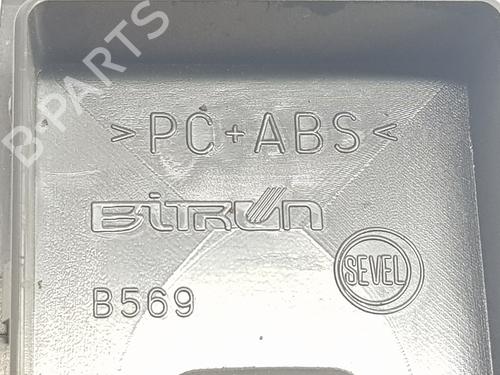 >PC+ABS<
BITRON
SEVEL
B569
B-PARTS